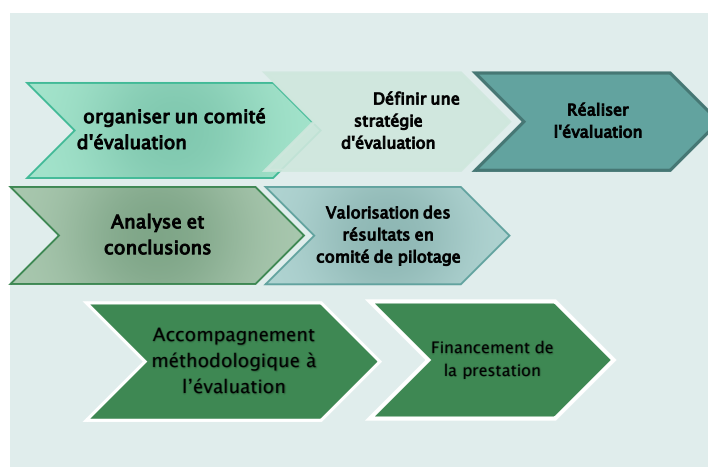 organiser un comité
d'évaluation
Définir une
stratégie
d'évaluation
Réaliser
l'évaluation
Analyse et
conclusions
Valorisation des
résultats en
comité de pilotage
Accompagnement
méthodologique à
l’évaluation
Financement de
la prestation